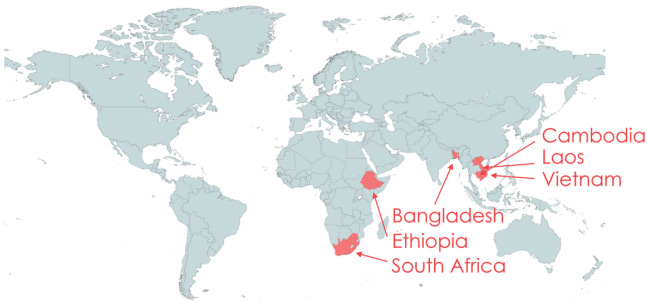 Cambodia
Laos
Vietnam
Bangladesh
Ethiopia
South Africa